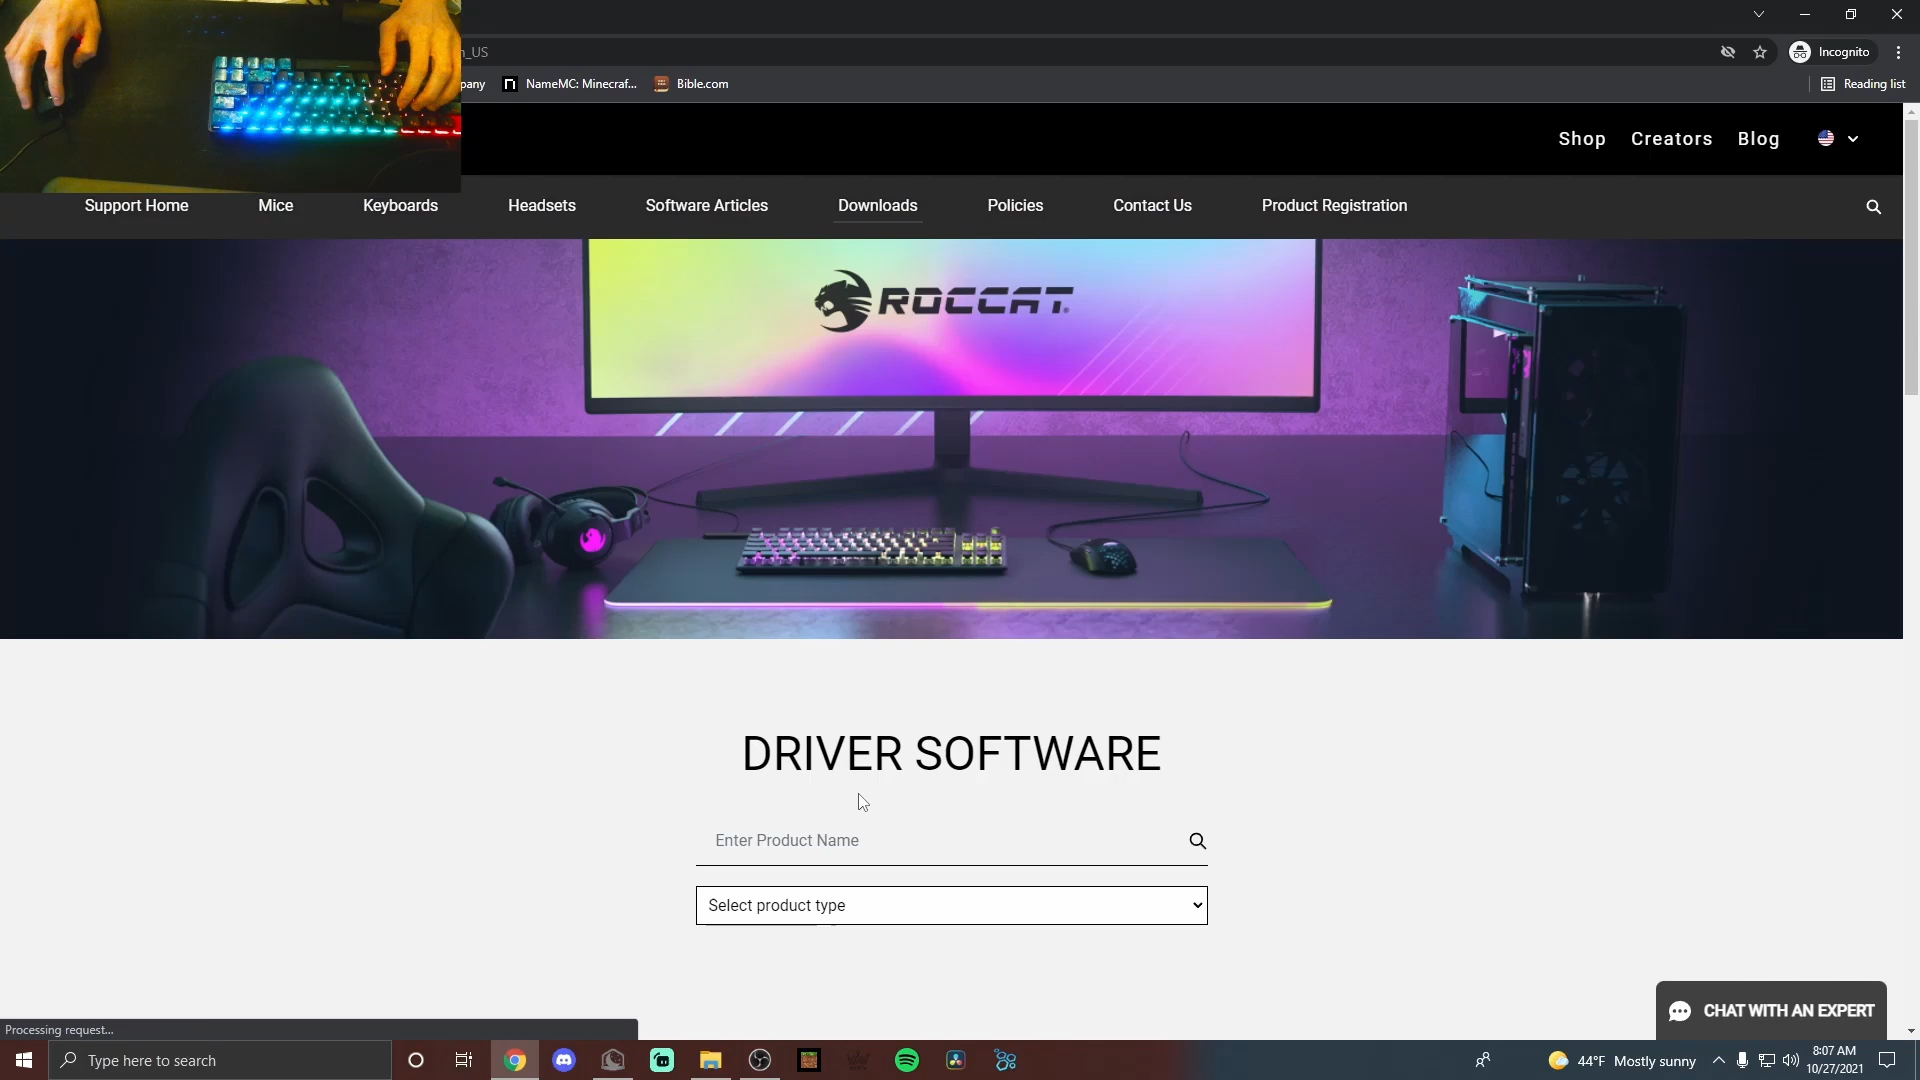 n_US
Incognito
pany
NameMC: Minecraf...
Bible.com
Reading list
Shop
Creators
Blog
Support Home
Mice
Keyboards
Headsets
Software Articles
Downloads
Policies
Contact Us
Product Registration
ROCCAT
DRIVER SOFTWARE
Enter Product Name
Select product type
CHAT WITH AN EXPERT
Processing request...
Type here to search
44°F Mostly sunny
8:07 AM
10/27/2021